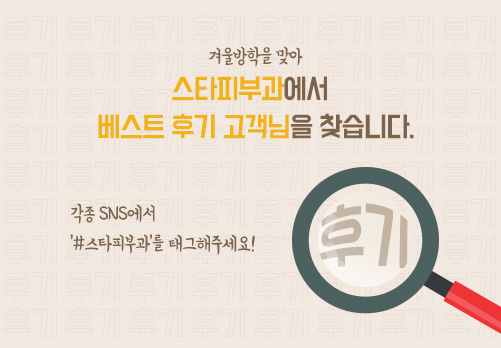 겨울방학을 맞아
스타피부과에서
베스트 후기 고객님을 찾습니다.
각종 SNS에서
'#스타피부과'를 태그해주세요!
후기